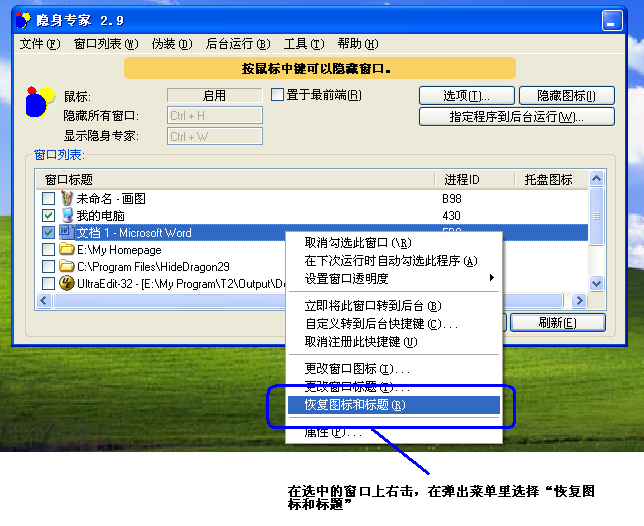 隐身专家 2.9
文件(F) 窗口列表(W) 伪装(D) 后台运行(B) 工具(T) 帮助(H)
按鼠标中键可以隐藏窗口。
鼠标: 启用 置于最前端(R) 选项(T)... 隐藏图标(I)
隐藏所有窗口: Ctrl + H 指定程序到后台运行(W)...
显示隐身专家: Ctrl + W
窗口列表:
窗口标题 进程ID 托盘图标
未命名 - 画图 B98
我的电脑 430
文档 1 - Microsoft Word
E:\My Homepage
C:\Program Files\HideDragon29
UltraEdit-32 - [E:\My Program\T2\Output\D
取消勾选此窗口(\R)
在下次运行时自动勾选此程序(A)
设置窗口透明度
立即将此窗口转到后台(B)
自定义转到后台快捷键(C)...
取消注册此快捷键(U)
更改窗口图标(I)...
更改窗口标题(T)...
恢复图标和标题(R)
属性(P)...
刷新(E)
在选中的窗口上右击，在弹出菜单里选择“恢复图
标和标题”